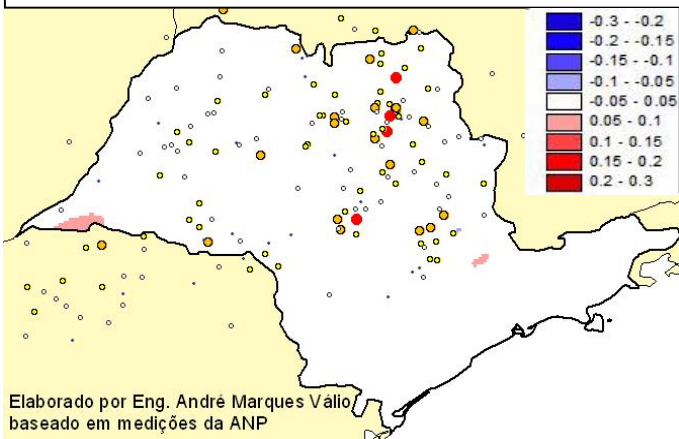 -0.3 - -0.2
-0.2 - -0.15
-0.15 - -0.1
-0.1 - -0.05
-0.05 - 0.05
0.05 - 0.1
0.1 - 0.15
0.15 - 0.2
0.2 - 0.3
Elaborado por Eng. André Marques Válio
baseado em medições da ANP